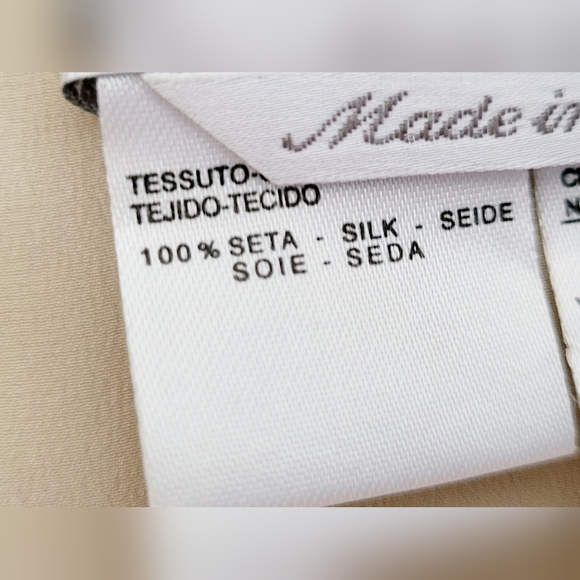 Made in
TESSUTO-
TEJIDO-TECIDO
100% SETA - SILK - SEIDE
SOIE - SEDA